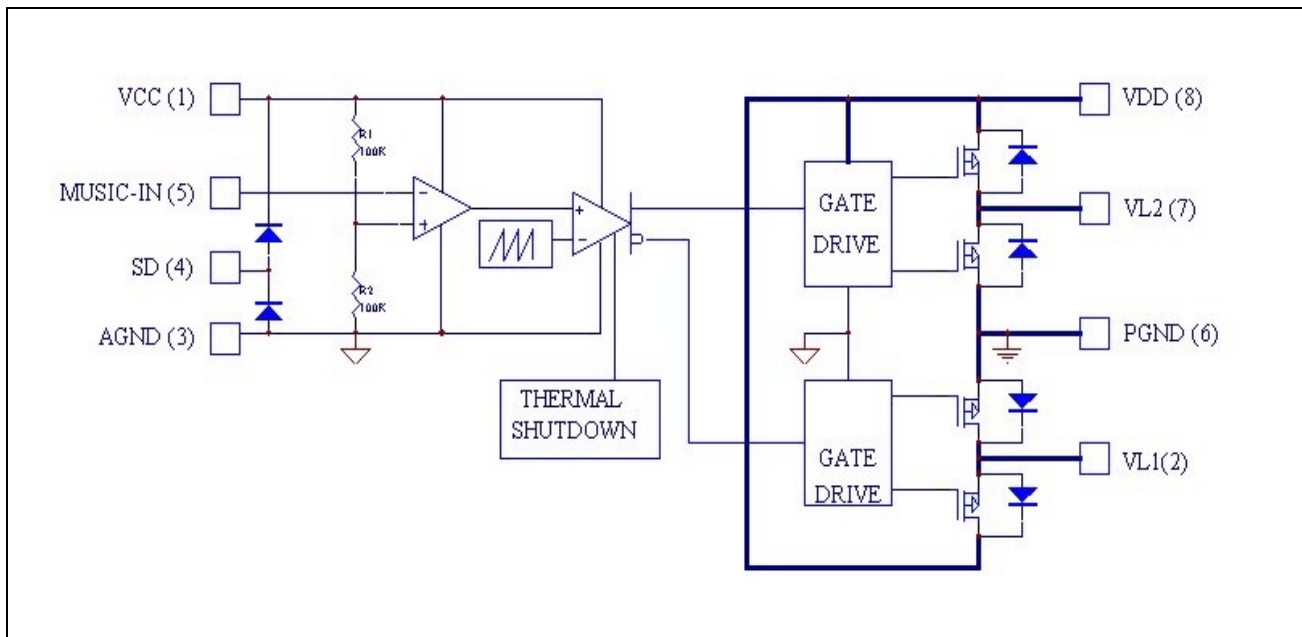 VCC (1)
VDD (8)
R1
100K
MUSIC-IN (5)
-
+
+
-
GATE
DRIVE
VL2 (7)
SD (4)
R2
100K
AGND (3)
PGND (6)
THERMAL
SHUTDOWN
GATE
DRIVE
VL1(2)